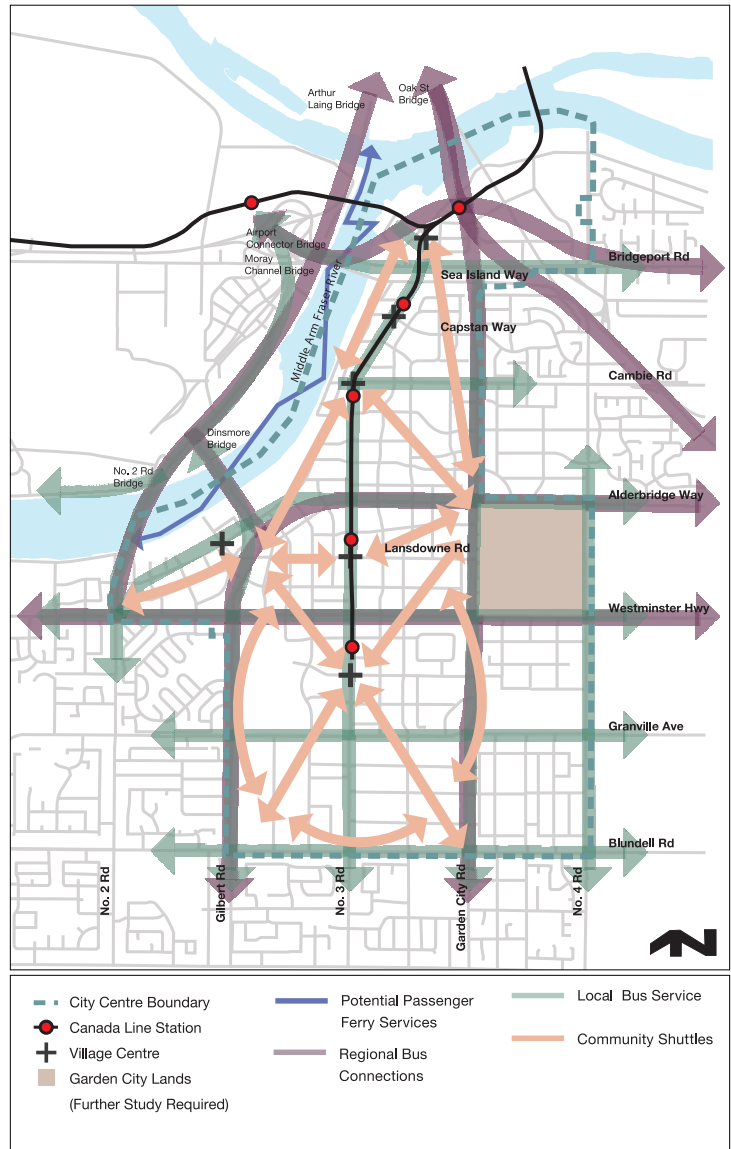 Arthur
Laing Bridge
Oak St
Bridge
Airport
Connector Bridge
Moray
Channel Bridge
Middle Arm Fraser River
Bridgeport Rd
Sea Island Way
Capstan Way
Cambie Rd
Dinsmore
Bridge
No. 2 Rd
Bridge
Alderbridge Way
Lansdowne Rd
Westminster Hwy
Granville Ave
Blundell Rd
No. 2 Rd
Gilbert Rd
No. 3 Rd
Garden City Rd
No. 4 Rd
N
City Centre Boundary
Canada Line Station
Village Centre
Garden City Lands
(Further Study Required)
Potential Passenger
Ferry Services
Regional Bus
Connections
Local Bus Service
Community Shuttles